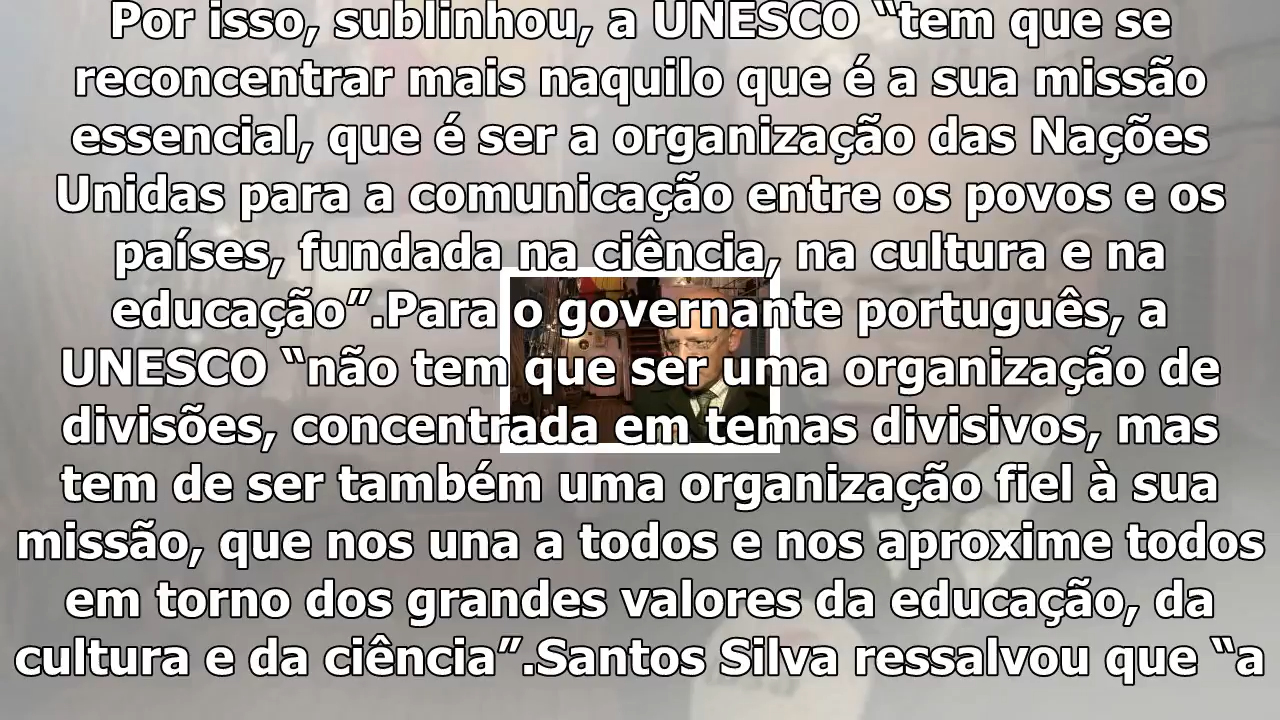 Por isso, sublinhou, a UNESCO “tem que se
reconcentrar mais naquilo que é a sua missão
essencial, que é ser a organização das Nações
Unidas para a comunicação entre os povos e os
países, fundada na ciência, na cultura e na
educação”.Para o governante português, a
UNESCO “não tem que ser uma organização de
divisões, concentrada em temas divisivos, mas
tem de ser também uma organização fiel à sua
missão, que nos una a todos e nos aproxime todos
em torno dos grandes valores da educação, da
cultura e da ciência”.Santos Silva ressalvou que “a